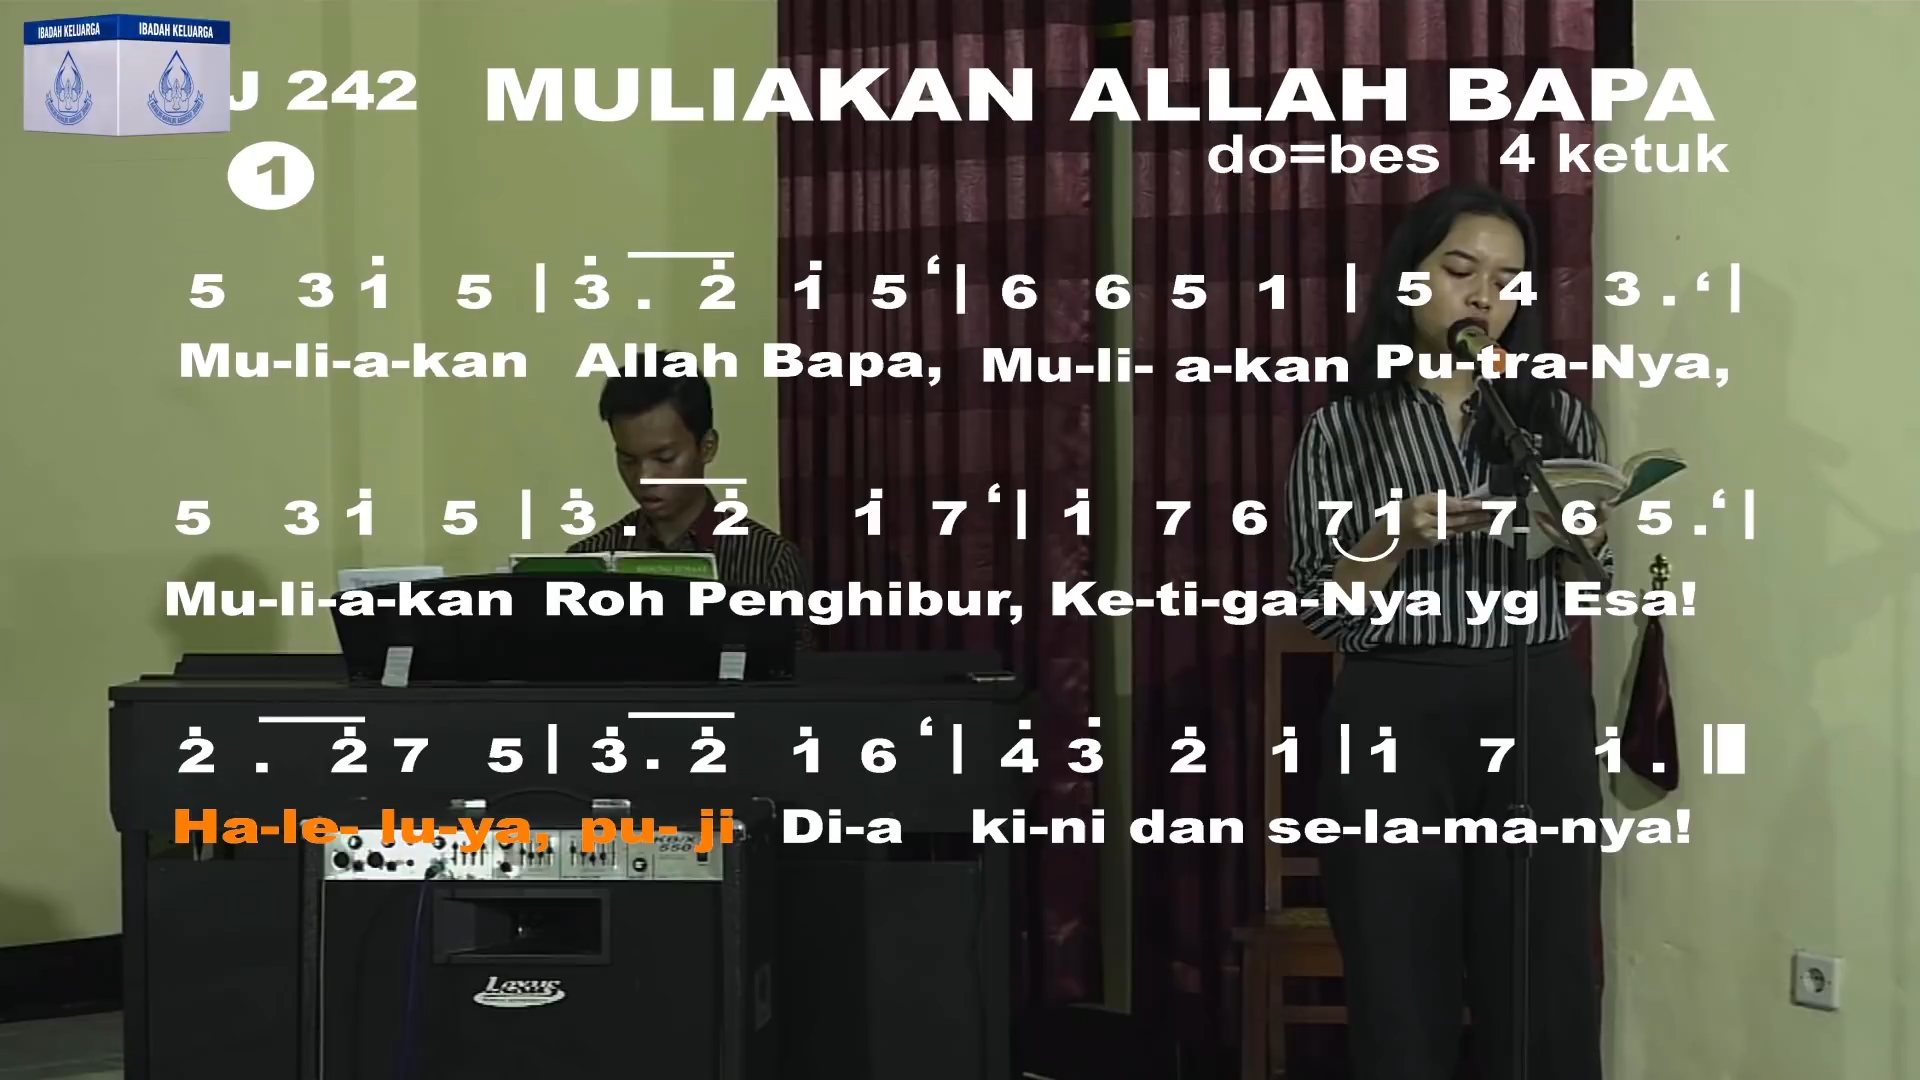 IBADAH KELUARGA IBADAH KELUARGA
J 242 MULIAKAN ALLAH BAPA
do=bes 4 ketuk
1
5 3 1̇ 5 | 3̇ . 2̇ 1̇ 5 ‘ | 6 6 5 1 | 5 4 3 . ‘ |
Mu-li-a-kan Allah Bapa, Mu-li- a-kan Pu-tra-Nya,
5 3 1̇ 5 | 3̇ . 2̇ 1̇ 7 ‘ | 1̇ 7 6 7 1̇ | 7 6 5 . ‘ |
Mu-li-a-kan Roh Penghibur, Ke-ti-ga-Nya yg Esa!
2̇ . 2̇ 7 5 | 3̇ . 2̇ 1̇ 6 ‘ | 4̇ 3̇ 2̇ 1̇ | 1̇ 7 1̇ . |
Ha-le- lu-ya, pu- ji Di-a ki-ni dan se-la-ma-nya!
550
Laxus